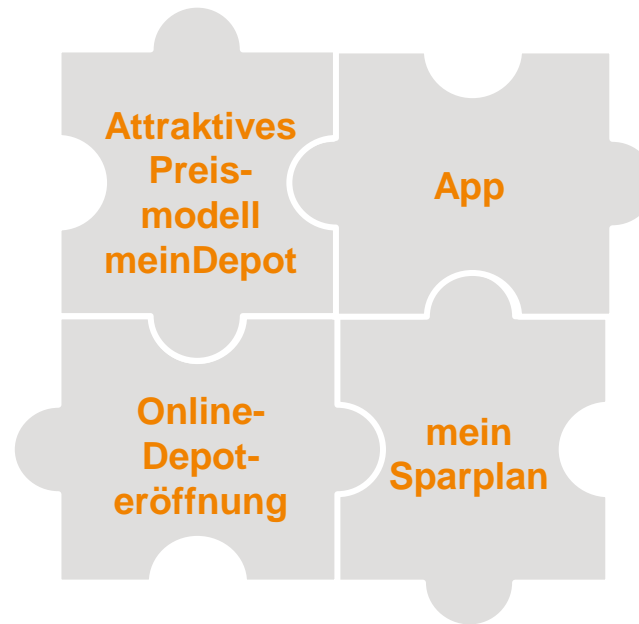 Attraktives
Preis-
modell
meinDepot
App
Online-
Depot-
eröffnung
mein
Sparplan